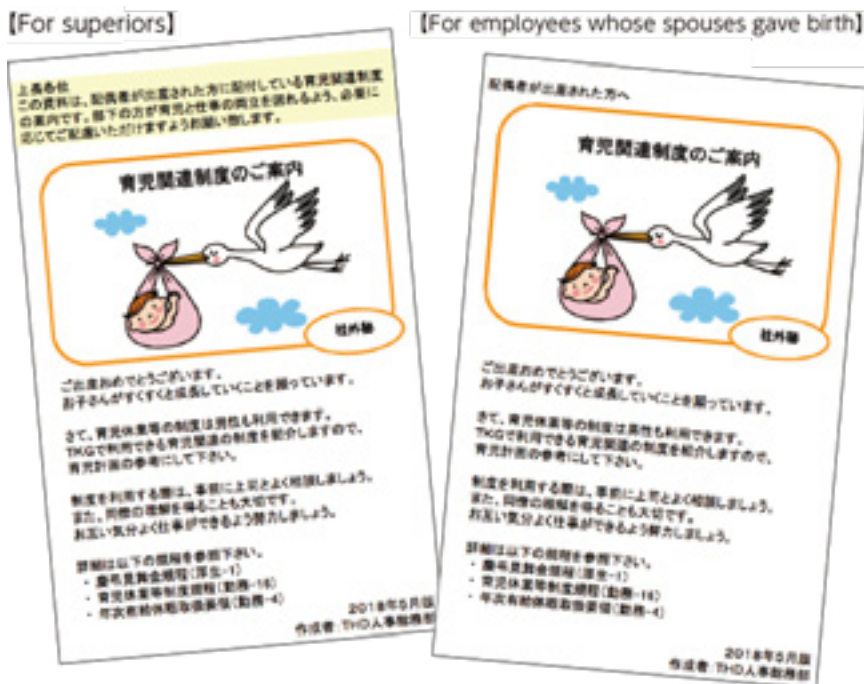 【For superiors】
上長各位
この資料は、配偶者が出産された方に配付している育児関連制度
の案内です。部下の方が育児と仕事の両立を図れるよう、必要に
応じてご配慮いただけますようお願い致します。
育児関連制度のご案内
社外秘
ご出産おめでとうございます。
お子さんがすくすくと成長していくことを願っています。
さて、育児休業等の制度は男性も利用できます。
TKGで利用できる育児関連の制度を紹介しますので、
育児計画の参考にして下さい。
制度を利用する際は、事前に上司とよく相談しましょう。
また、同僚の理解を得ることも大切です。
お互い気分よく仕事ができるよう努力しましょう。
詳細は以下の規程を参照下さい。
・ 慶弔見舞金規程(厚生-1)
・ 育児休業等制度規程(勤務-16)
・ 年次有給休暇取扱要領(勤務-4)
2018年5月版
作成者:THD人事総務部
【For employees whose spouses gave birth】
配偶者が出産された方へ
育児関連制度のご案内
社外秘
ご出産おめでとうございます。
お子さんがすくすくと成長していくことを願っています。
さて、育児休業等の制度は男性も利用できます。
TKGで利用できる育児関連の制度を紹介しますので、
育児計画の参考にして下さい。
制度を利用する際は、事前に上司とよく相談しましょう。
また、同僚の理解を得ることも大切です。
お互い気分よく仕事ができるよう努力しましょう。
詳細は以下の規程を参照下さい。
・ 慶弔見舞金規程(厚生-1)
・ 育児休業等制度規程(勤務-16)
・ 年次有給休暇取扱要領(勤務-4)
2018年5月版
作成者:THD人事総務部